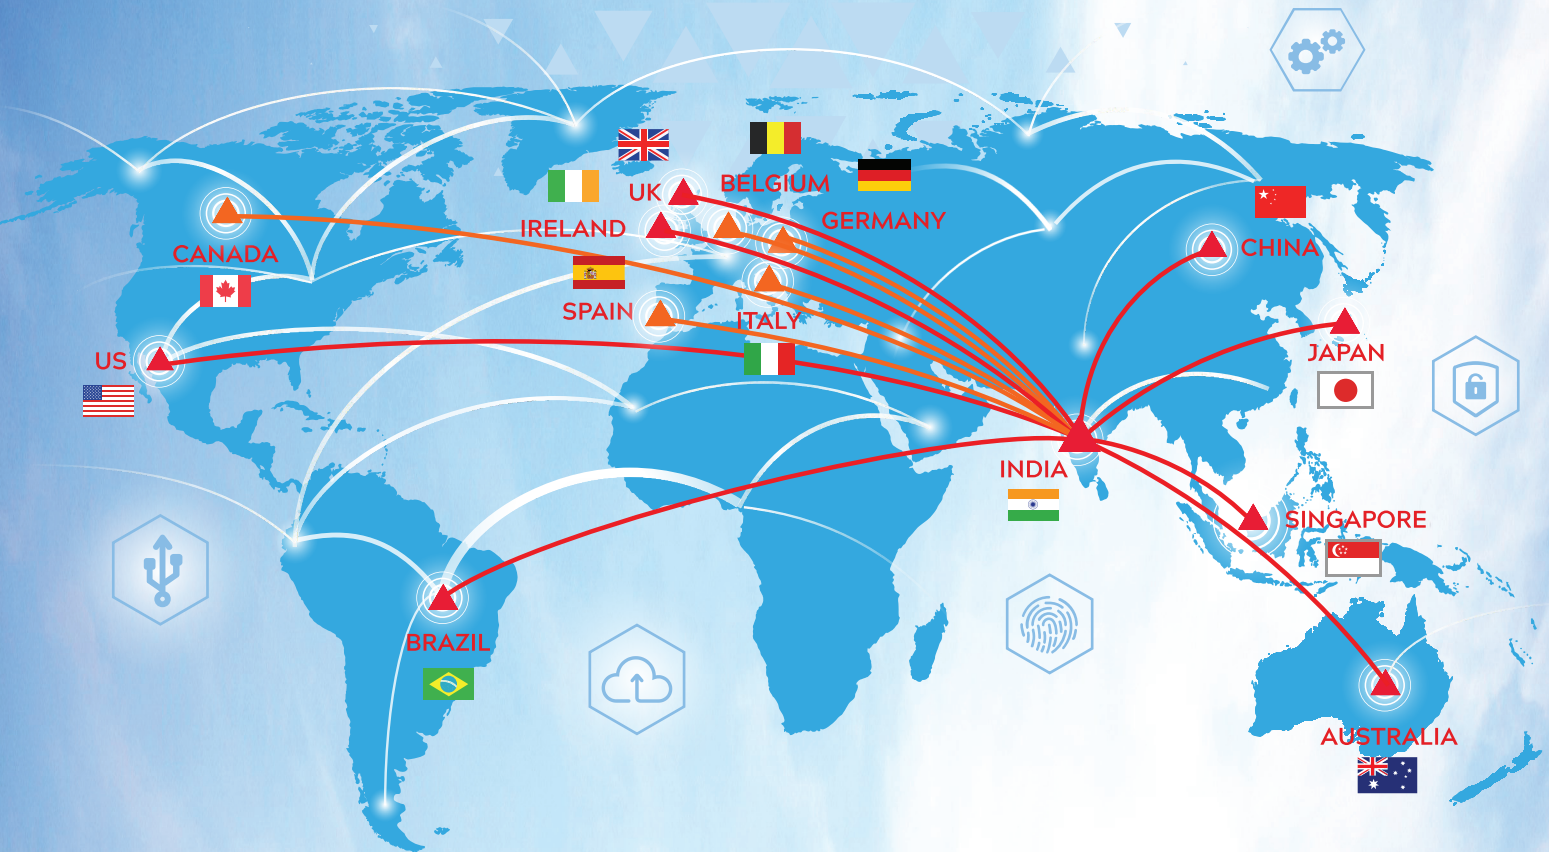 UK
BELGIUM
IRELAND
GERMANY
CANADA
CHINA
SPAIN
ITALY
US
JAPAN
INDIA
SINGAPORE
BRAZIL
AUSTRALIA